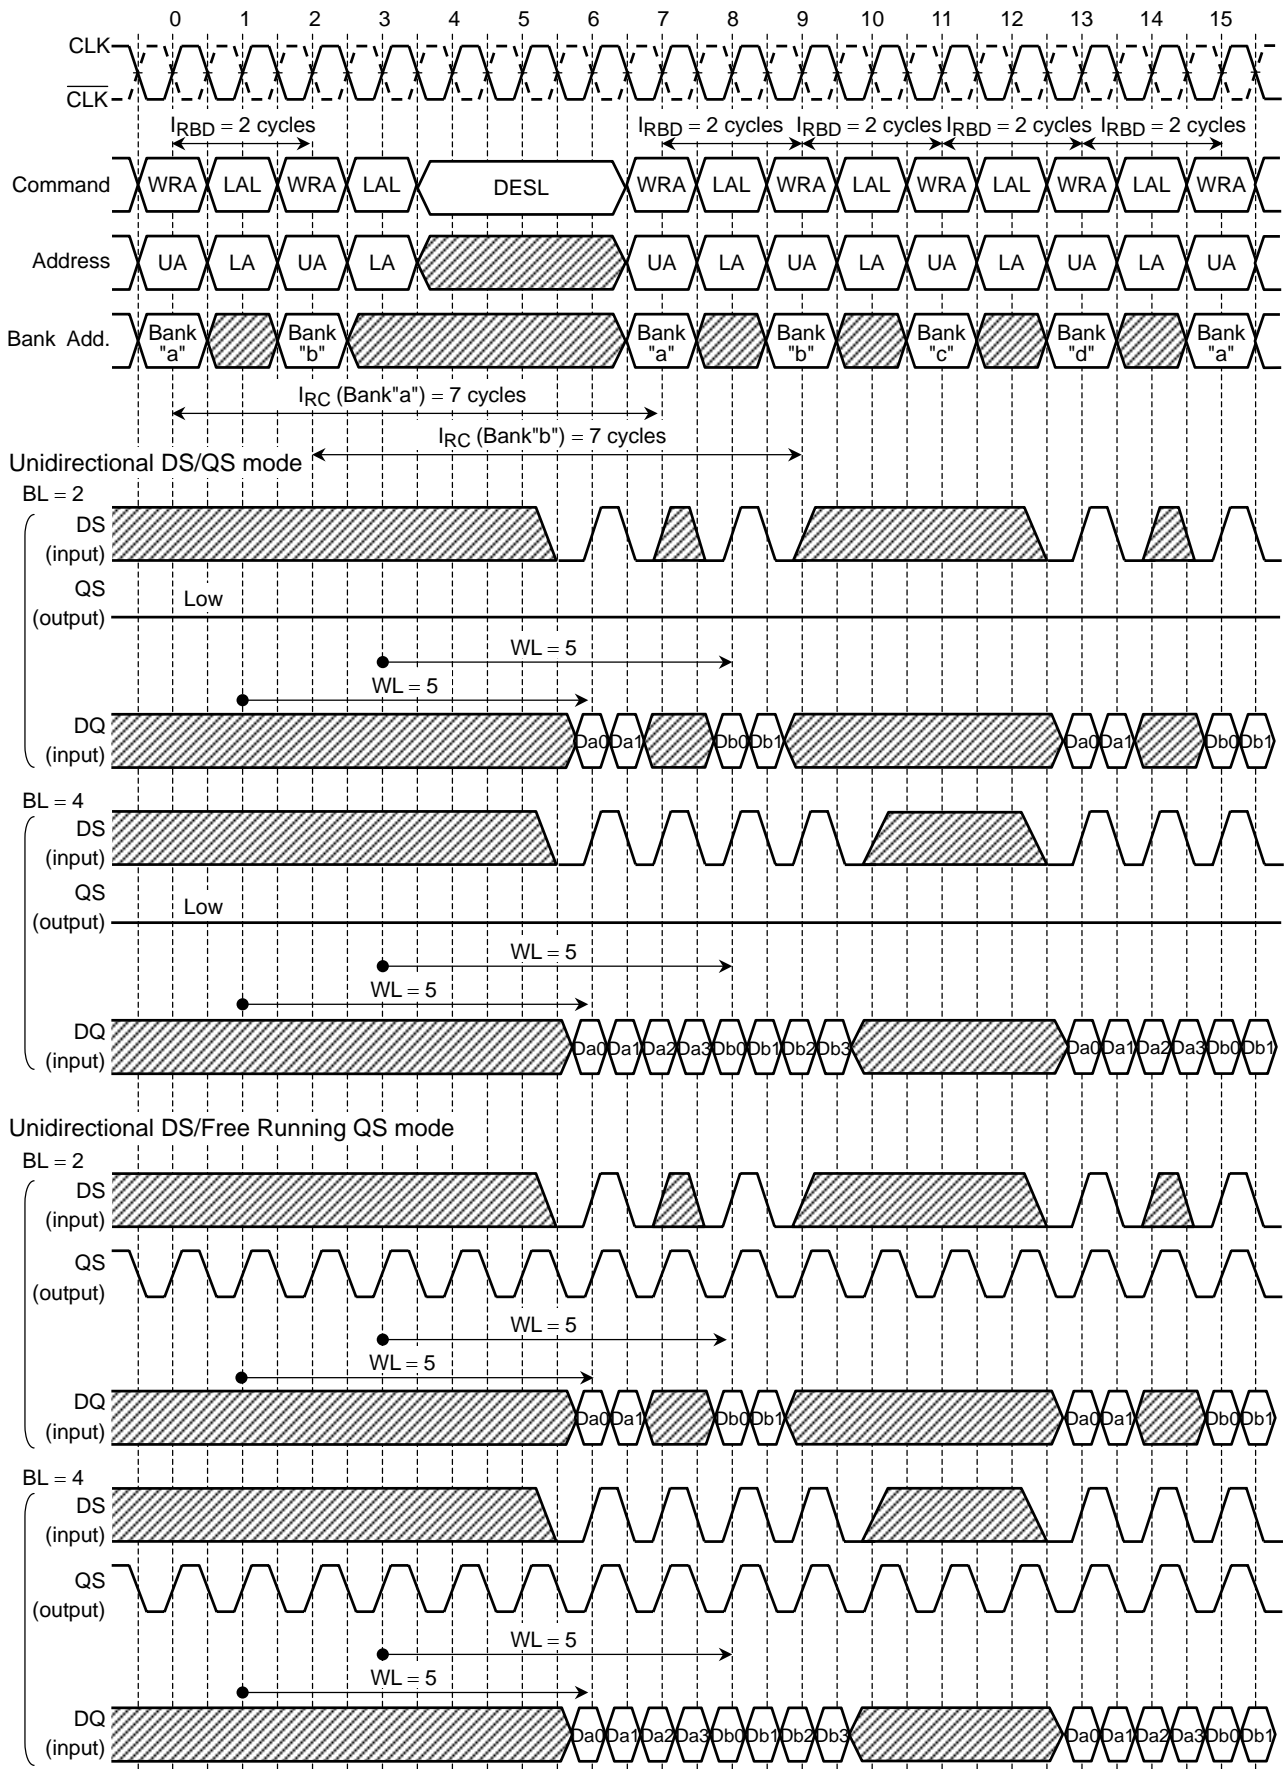 0 1 2 3 4 5 6 7 8 9 10 11 12 13 14 15
CLK
CLK
IRBD = 2 cycles IRBD = 2 cycles IRBD = 2 cycles IRBD = 2 cycles IRBD = 2 cycles
Command WRA LAL WRA LAL DESL WRA LAL WRA LAL WRA LAL WRA LAL WRA
Address UA LA UA LA UA LA UA LA UA LA UA LA UA
Bank Add. Bank "a" Bank "b" Bank "a" Bank "b" Bank "c" Bank "d" Bank "a"
IRC (Bank"a") = 7 cycles
IRC (Bank"b") = 7 cycles
Unidirectional DS/QS mode
BL = 2
DS
(input)
QS
(output)
Low
WL = 5
WL = 5
DQ
(input)
Da0 Da1 Db0 Db1 Da0 Da1 Db0 Db1
BL = 4
DS
(input)
QS
(output)
Low
WL = 5
WL = 5
DQ
(input)
Da0 Da1 Da2 Da3 Db0 Db1 Db2 Db3 Da0 Da1 Da2 Da3 Db0 Db1
Unidirectional DS/Free Running QS mode
BL = 2
DS
(input)
QS
(output)
WL = 5
WL = 5
DQ
(input)
Da0 Da1 Db0 Db1 Da0 Da1 Db0 Db1
BL = 4
DS
(input)
QS
(output)
WL = 5
WL = 5
DQ
(input)
Da0 Da1 Da2 Da3 Db0 Db1 Db2 Db3 Da0 Da1 Da2 Da3 Db0 Db1